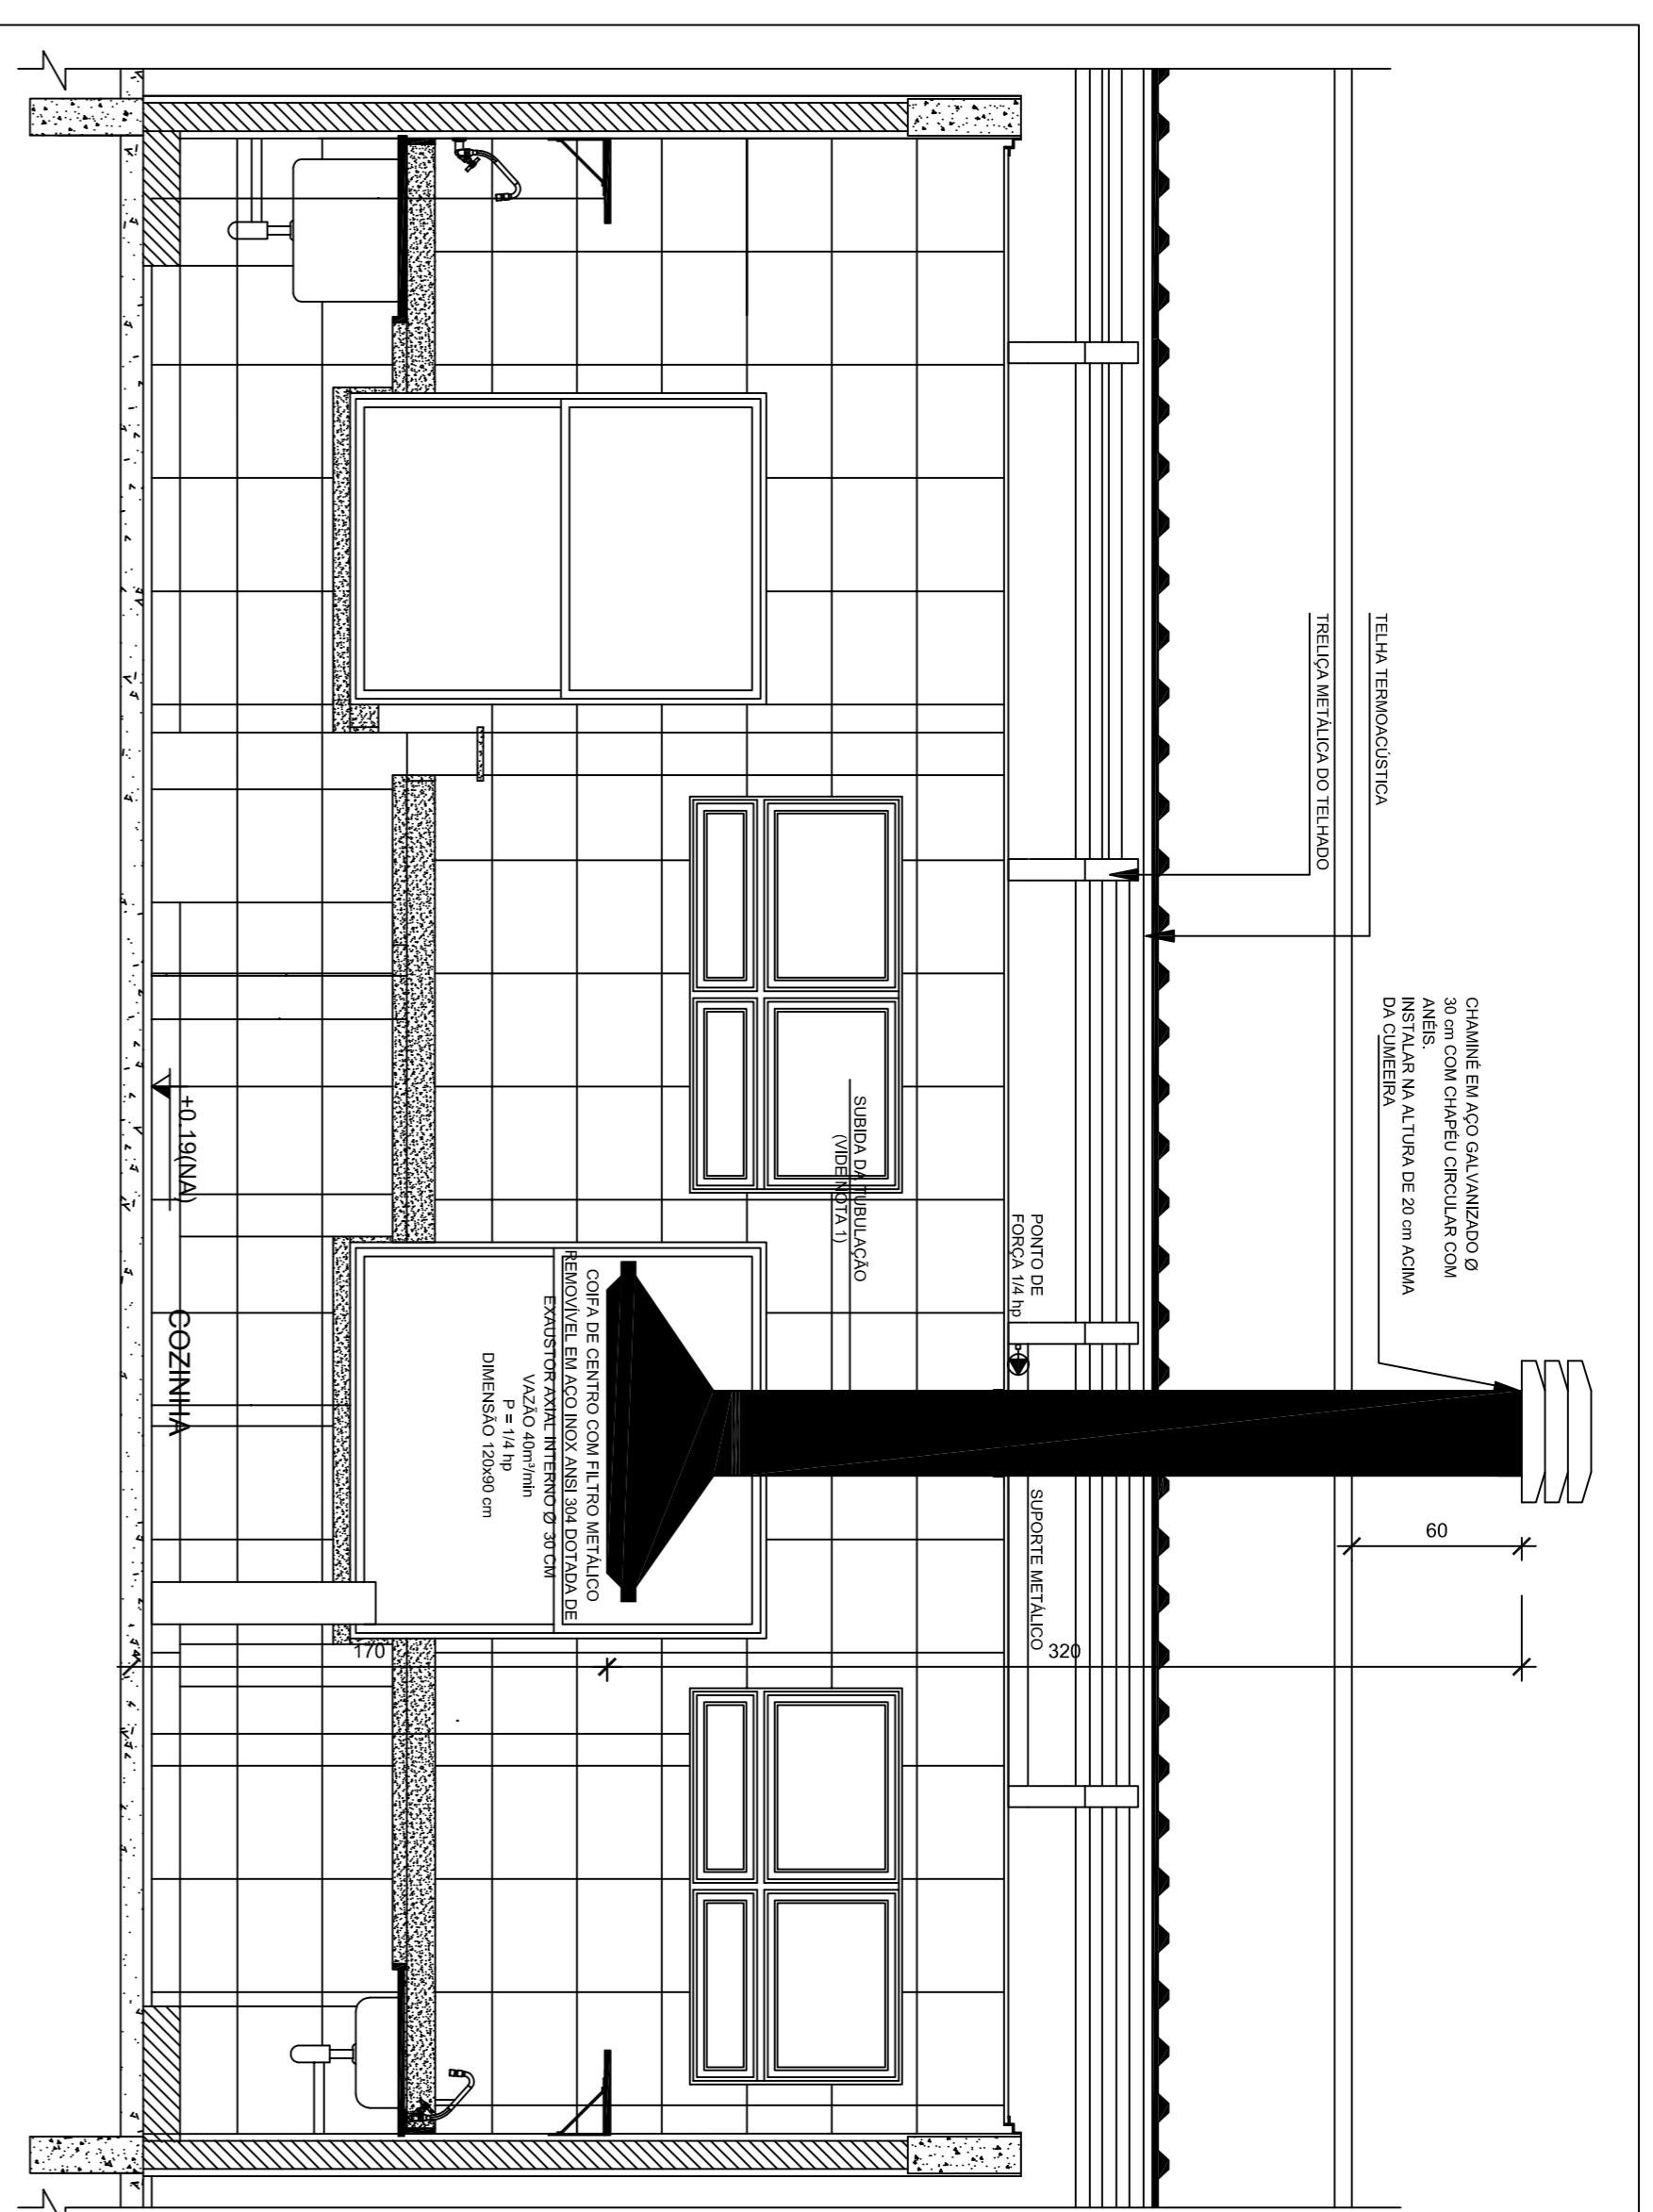 CHAMINÉ EM AÇO GALVANIZADO Ø
30 cm COM CHAPÉU CIRCULAR COM
ANÉIS.
INSTALAR NA ALTURA DE 20 cm ACIMA
DA CUMEEIRA
60
TELHA TERMOACÚSTICA
TRELIÇA METÁLICA DO TELHADO
PONTO DE
FORÇA 1/4 hp
SUPORTE METÁLICO
320
SUBIDA DA TUBULAÇÃO
(VIDE NOTA 1)
COIFA DE CENTRO COM FILTRO METÁLICO
REMOVÍVEL EM AÇO INOX ANSI 304 DOTADA DE
EXAUSTOR AXIAL INTERNO Ø 30 CM
VAZÃO 40m³/min
P = 1/4 hp
DIMENSÃO 120x90 cm
170
+0.19(NA)
COZINHA